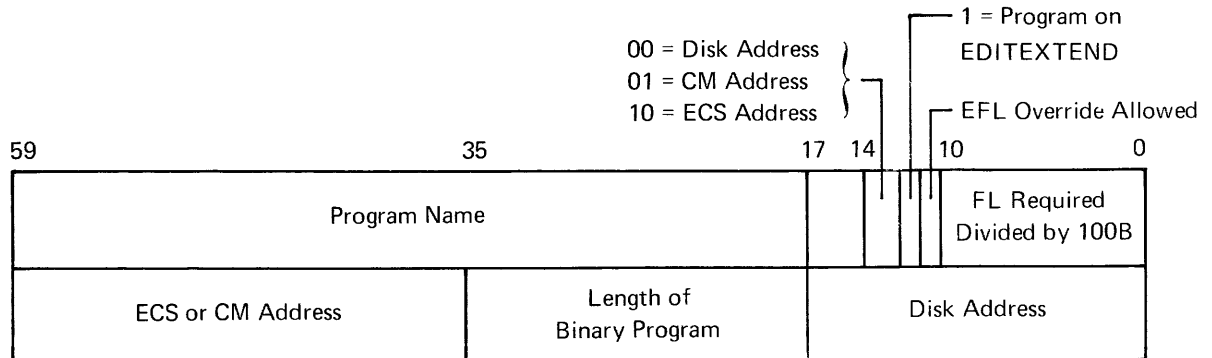 1 = Program on
EDITEXTEND
00 = Disk Address
01 = CM Address
10 = ECS Address
EFL Override Allowed
59 35 17 14 10 0
Program Name
FL Required
Divided by 100B
ECS or CM Address
Length of
Binary Program
Disk Address